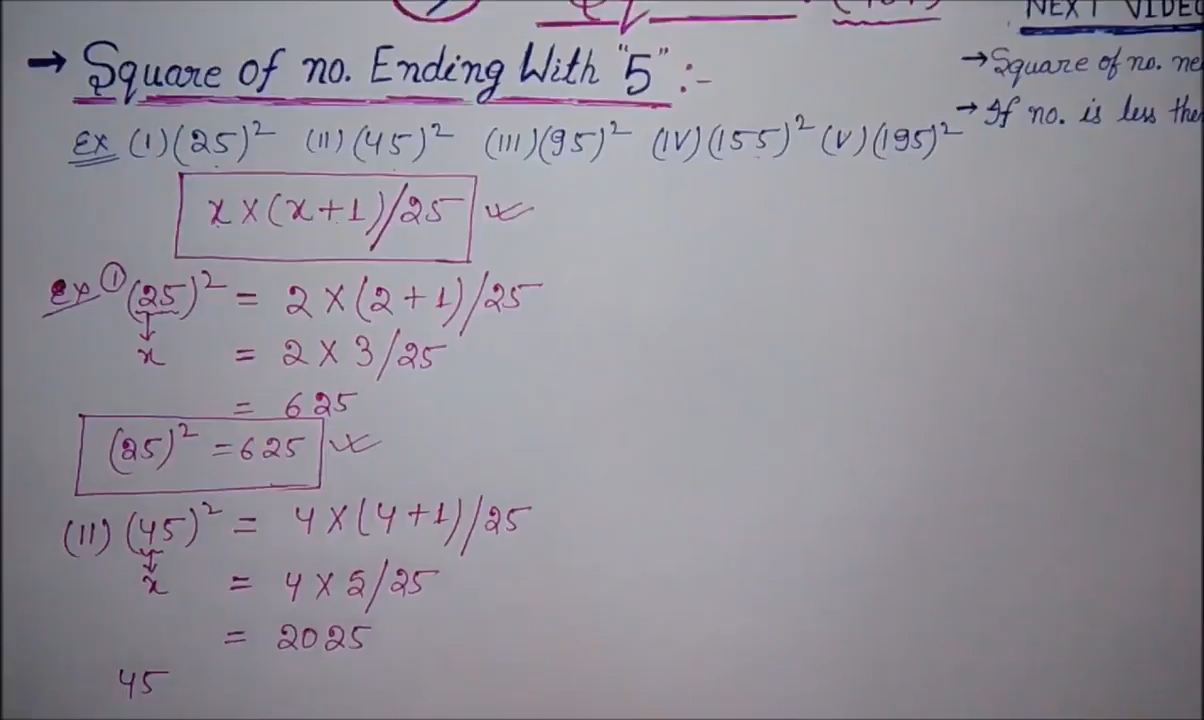 NEXT VIDEO
→ Square of no. Ending With "5" :-
→ Square of no. ne
→ If no. is less the
Ex (I) (25)² (II) (45)² (III) (95)² (IV) (155)² (V) (195)²
x × (x+1)/25
Ex ① (25)² = 2 × (2+1)/25
x = 2 × 3/25
= 625
(25)² = 625
(II) (45)² = 4 × (4+1)/25
x = 4 × 5/25
= 2025
45